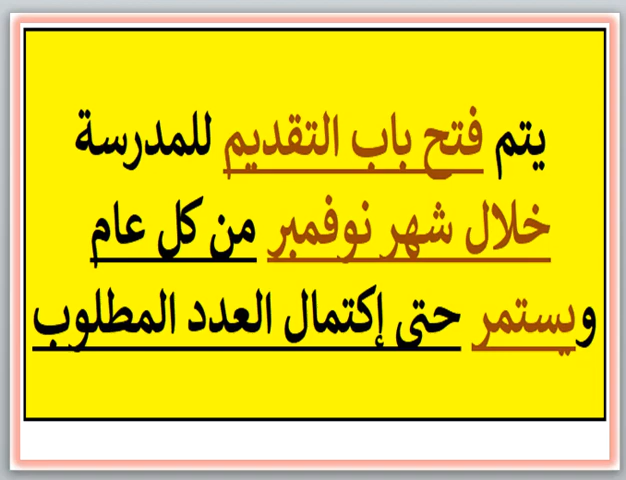 يتم فتح باب التقديم للمدرسة
خلال شهر نوفمبر من كل عام
ويستمر حتى إكتمال العدد المطلوب